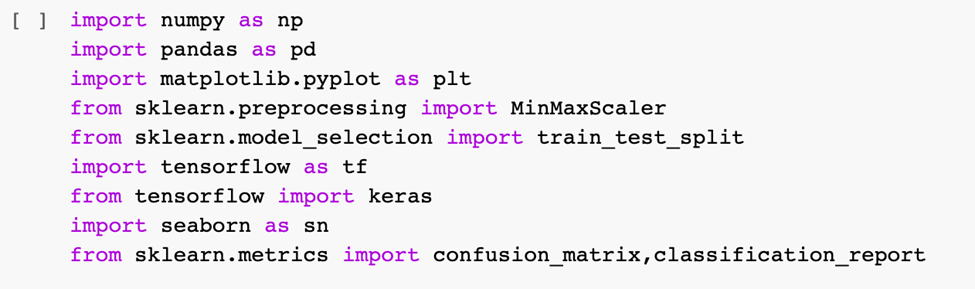 [ ] import numpy as np
import pandas as pd
import matplotlib.pyplot as plt
from sklearn.preprocessing import MinMaxScaler
from sklearn.model_selection import train_test_split
import tensorflow as tf
from tensorflow import keras
import seaborn as sn
from sklearn.metrics import confusion_matrix,classification_report